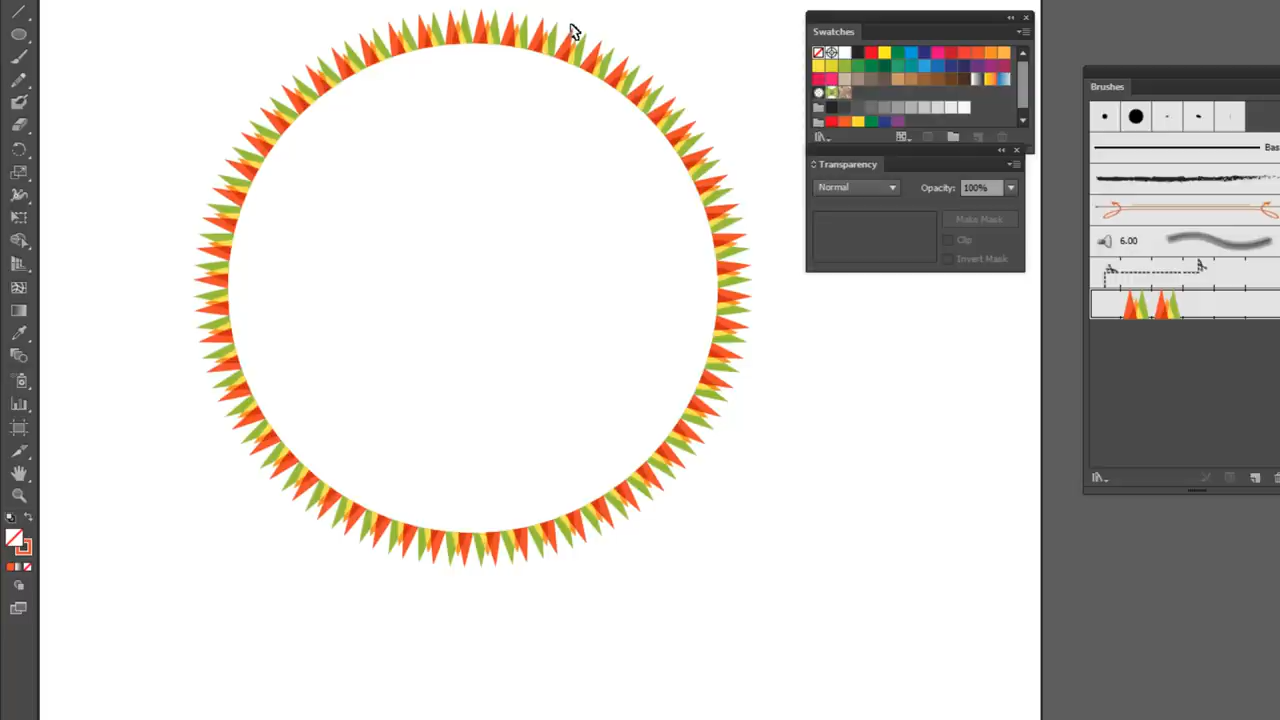 Swatches
Transparency
Normal
Opacity:
100%
Make Mask
Clip
Invert Mask
Brushes
Bas
6.00